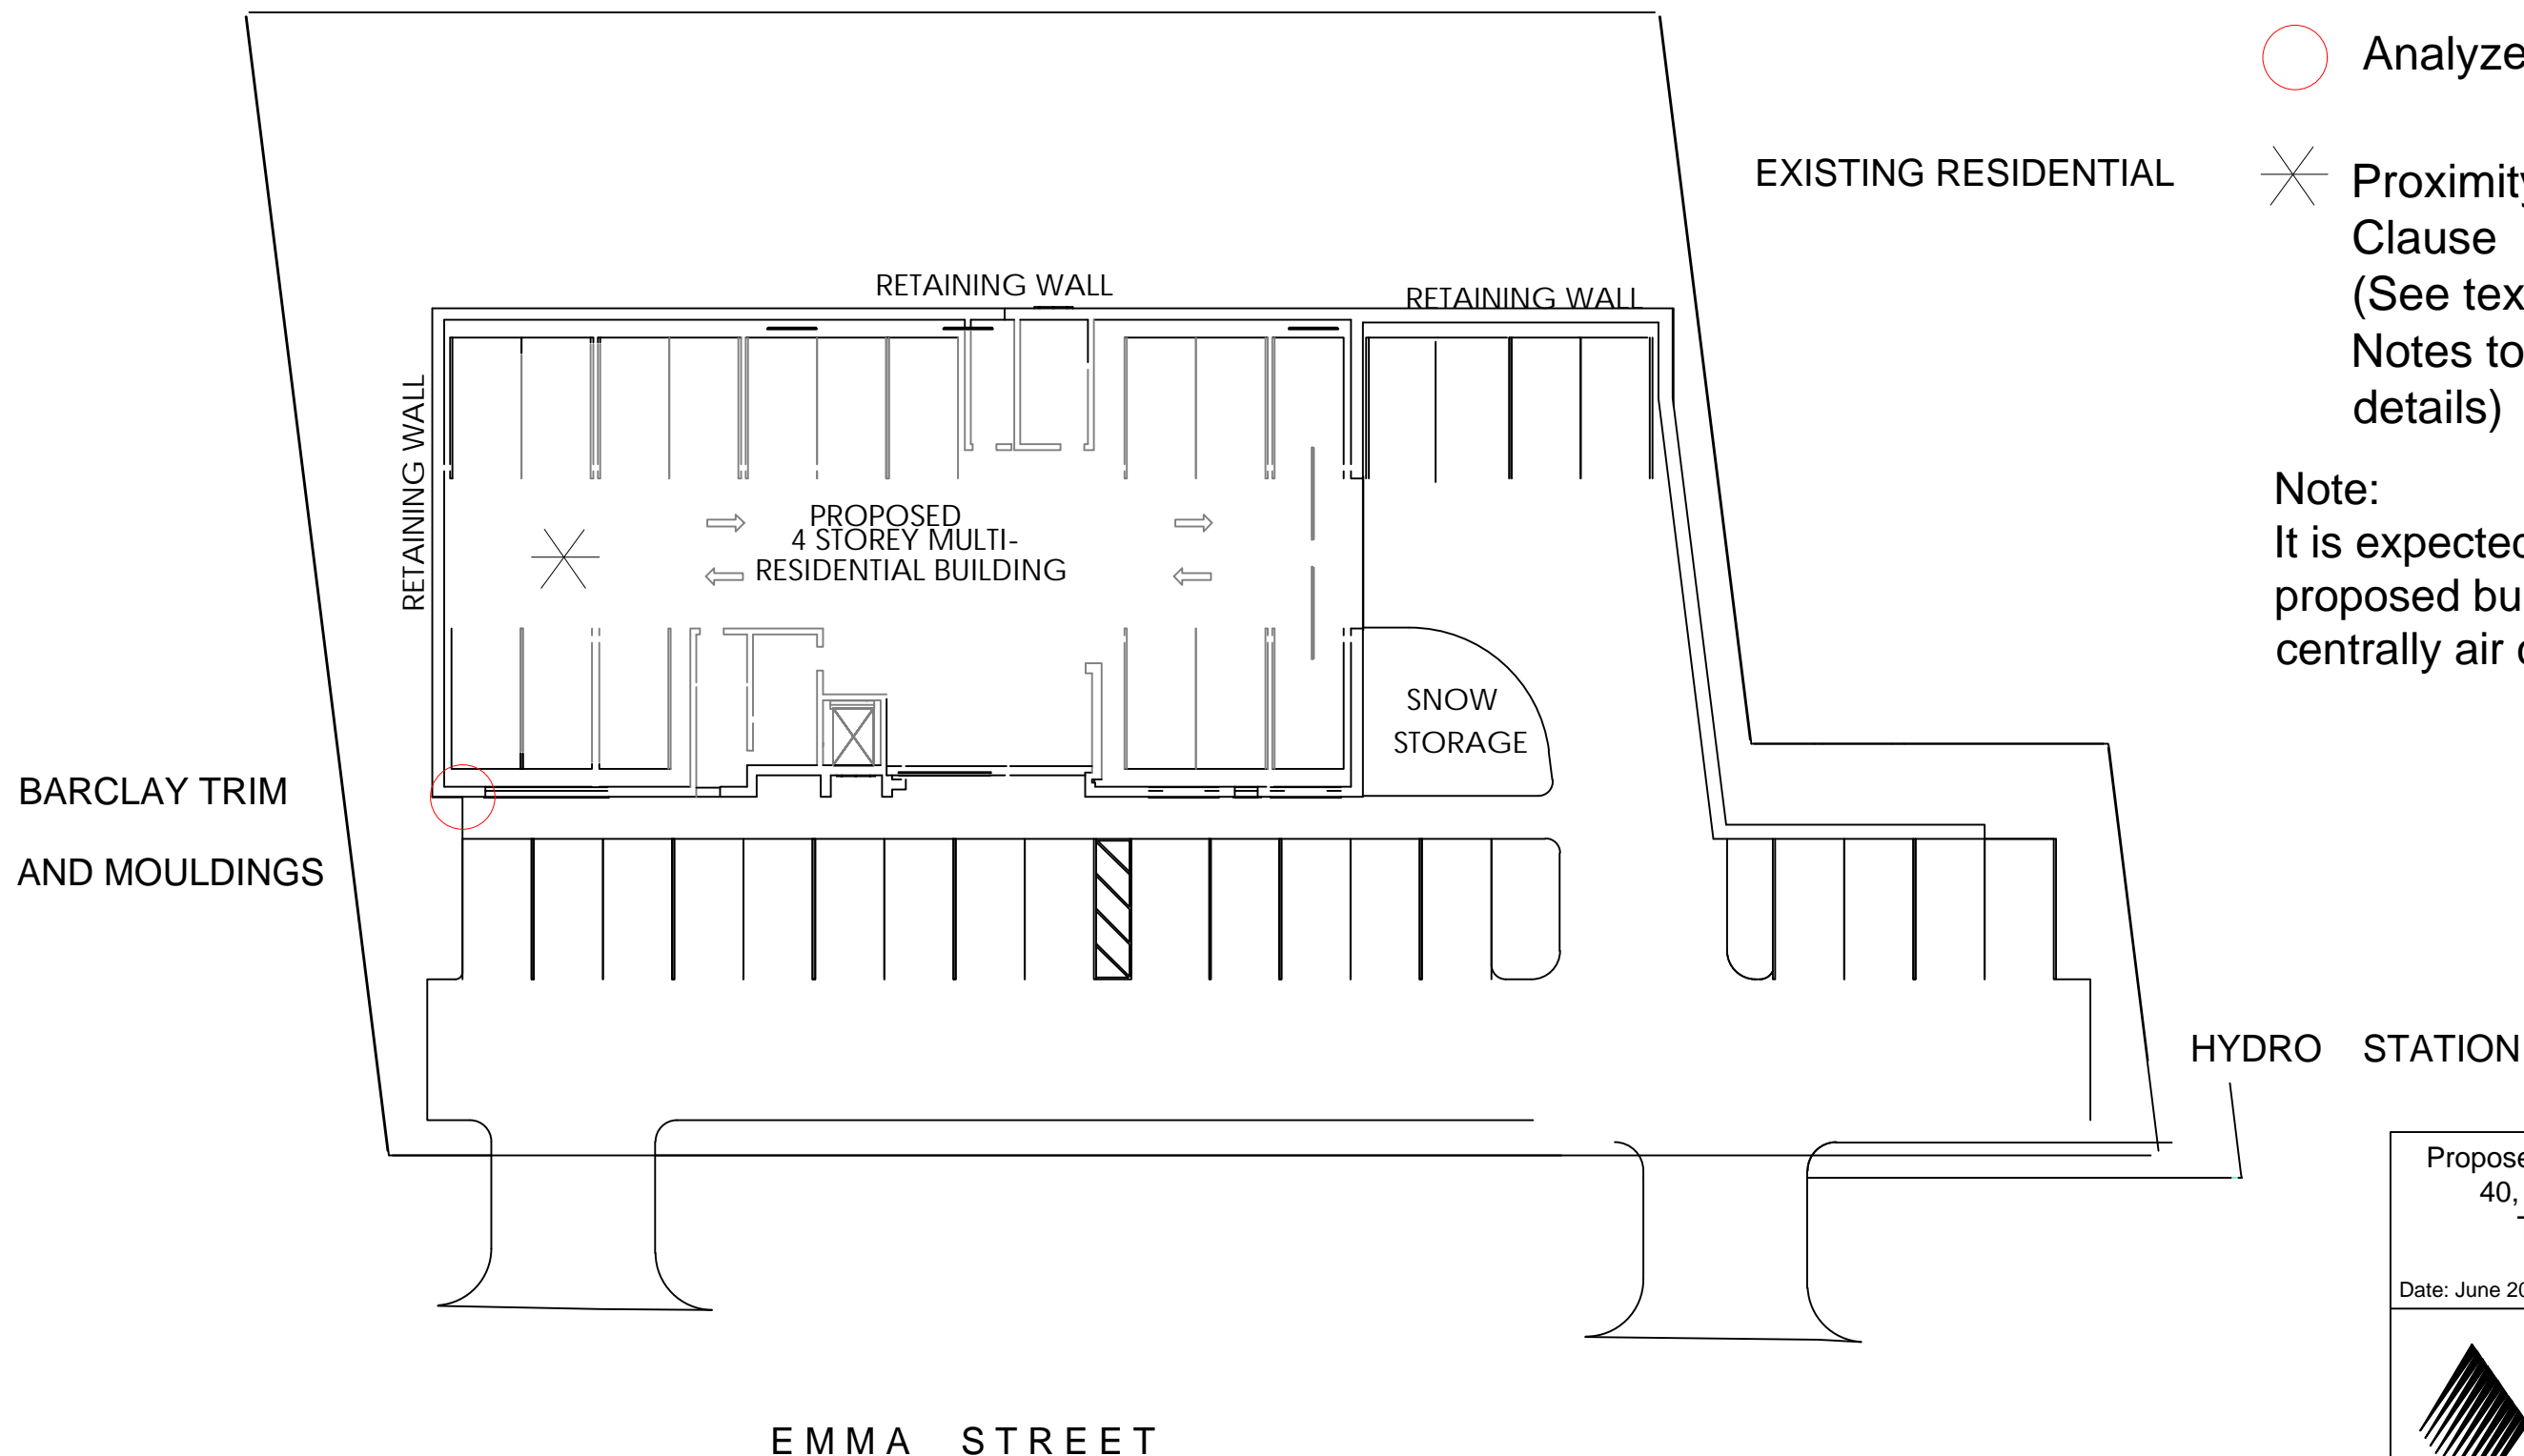 Analyze
EXISTING RESIDENTIAL
Proximity
Clause
(See tex
Notes to
details)
RETAINING WALL
RETAINING WALL
RETAINING WALL
Note:
It is expected
proposed bu
centrally air
PROPOSED
4 STOREY MULTI-
RESIDENTIAL BUILDING
SNOW
STORAGE
BARCLAY TRIM
AND MOULDINGS
HYDRO STATION
Propose
40,
Date: June 20
EMMA STREET